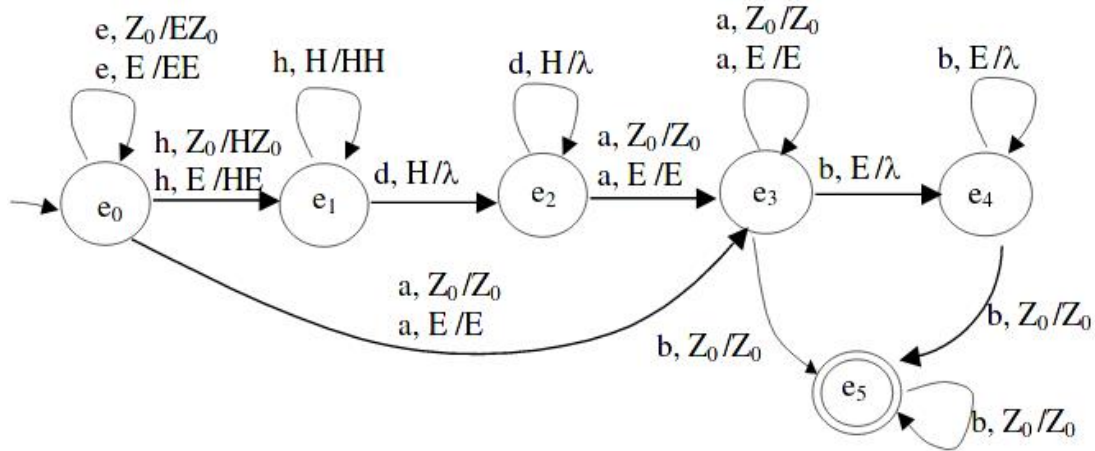 e, Z₀/EZ₀
e, E /EE
h, H/HH
d, H/λ
a, Z₀/Z₀
a, E /E
b, E /λ
h, Z₀/HZ₀
h, E /HE
d, H/λ
a, Z₀/Z₀
a, E /E
b, E /λ
e₀
e₁
e₂
e₃
e₄
a, Z₀/Z₀
a, E /E
b, Z₀/Z₀
b, Z₀/Z₀
e₅
b, Z₀/Z₀